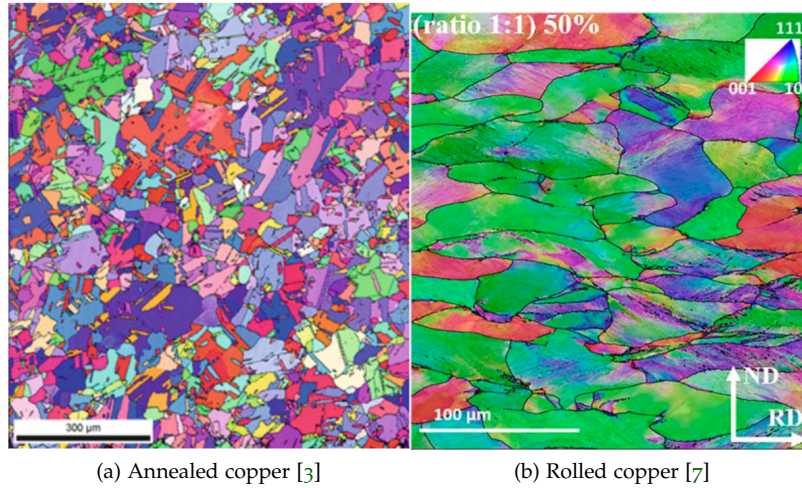 (ratio 1:1) 50%
111
001 10
300 µm
100 µm
ND
RD
(a) Annealed copper [3]
(b) Rolled copper [7]